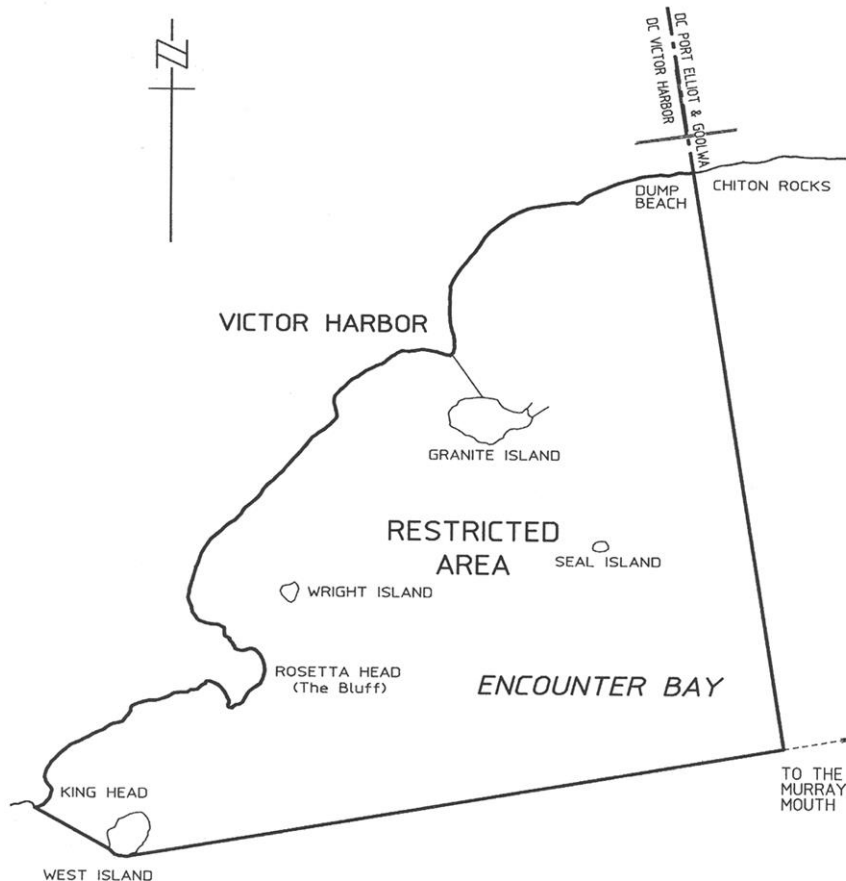 N
DC PORT ELLIOT & GOOLWA
DC VICTOR HARBOR
DUMP
BEACH
CHITON ROCKS
VICTOR HARBOR
GRANITE ISLAND
RESTRICTED
AREA
SEAL ISLAND
WRIGHT ISLAND
ROSETTA HEAD
(The Bluff)
ENCOUNTER BAY
TO THE
MURRAY
MOUTH
KING HEAD
WEST ISLAND